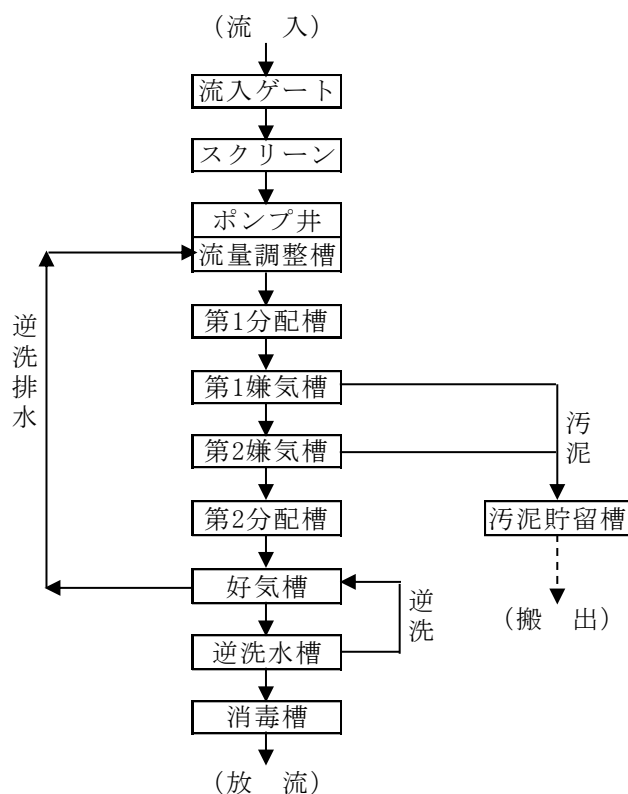 (流　入)
流入ゲート
スクリーン
ポンプ井
流量調整槽
第1分配槽
第1嫌気槽
第2嫌気槽
第2分配槽
好気槽
逆洗水槽
消毒槽
(放　流)
逆洗排水
逆洗
汚泥
汚泥貯留槽
(搬　出)